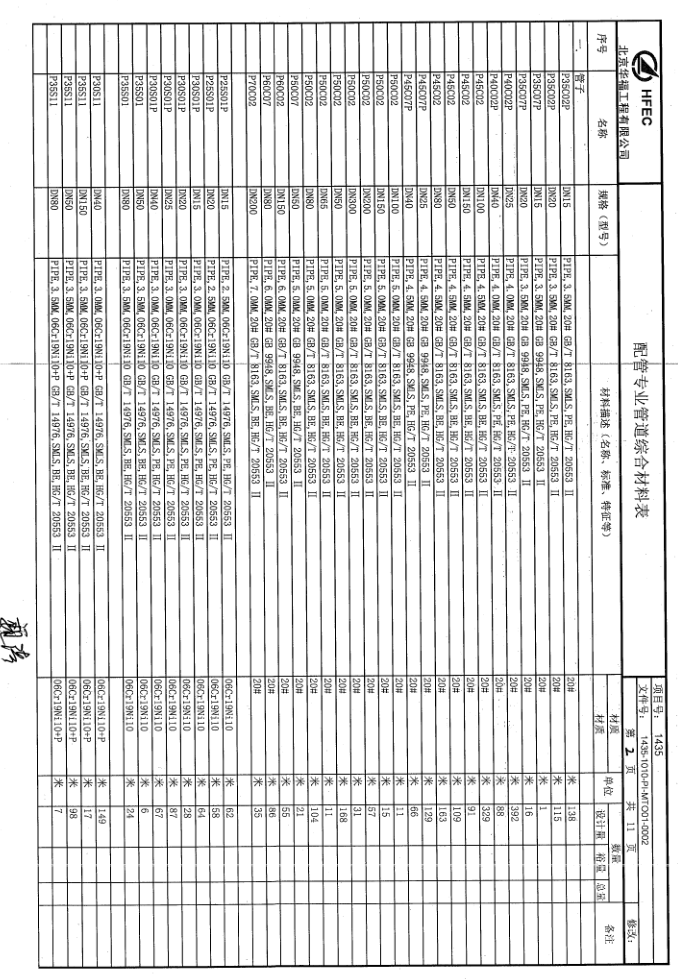 HFEC
北京华福工程有限公司
配管专业管道综合材料表
项目号： 1435
文件号： 1435-1010-PI-MTO01-0002
第 2 页 共 11 页 修改：
序号 名称 规格（型号） 材料描述（名称、标准、特征等） 材质 材质 单位 数量 设计量 裕量 总量 备注
一. 管子
P35C02P DN15 PIPE, 3.5MM, 20# GB/T 8163, SMLS, PE, HG/T 20553 II 20# 米 138
P35C02P DN20 PIPE, 3.5MM, 20# GB/T 8163, SMLS, PE, HG/T 20553 II 20# 米 115
P35C07P DN15 PIPE, 3.5MM, 20# GB 9948, SMLS, PE, HG/T 20553 II 20# 米 1
P35C07P DN20 PIPE, 3.5MM, 20# GB 9948, SMLS, PE, HG/T 20553 II 20# 米 16
P40C02P DN25 PIPE, 4.0MM, 20# GB/T 8163, SMLS, PE, HG/T 20553 II 20# 米 392
P40C02P DN40 PIPE, 4.0MM, 20# GB/T 8163, SMLS, PE, HG/T 20553 II 20# 米 88
P45C02 DN100 PIPE, 4.5MM, 20# GB/T 8163, SMLS, BE, HG/T 20553 II 20# 米 329
P45C02 DN150 PIPE, 4.5MM, 20# GB/T 8163, SMLS, BE, HG/T 20553 II 20# 米 91
P45C02 DN50 PIPE, 4.5MM, 20# GB/T 8163, SMLS, BE, HG/T 20553 II 20# 米 109
P45C02 DN80 PIPE, 4.5MM, 20# GB/T 8163, SMLS, BE, HG/T 20553 II 20# 米 163
P45C07P DN25 PIPE, 4.5MM, 20# GB 9948, SMLS, PE, HG/T 20553 II 20# 米 129
P45C07P DN40 PIPE, 4.5MM, 20# GB 9948, SMLS, PE, HG/T 20553 II 20# 米 66
P50C02 DN100 PIPE, 5.0MM, 20# GB/T 8163, SMLS, BE, HG/T 20553 II 20# 米 11
P50C02 DN150 PIPE, 5.0MM, 20# GB/T 8163, SMLS, BE, HG/T 20553 II 20# 米 15
P50C02 DN200 PIPE, 5.0MM, 20# GB/T 8163, SMLS, BE, HG/T 20553 II 20# 米 57
P50C02 DN300 PIPE, 5.0MM, 20# GB/T 8163, SMLS, BE, HG/T 20553 II 20# 米 31
P50C02 DN50 PIPE, 5.0MM, 20# GB/T 8163, SMLS, BE, HG/T 20553 II 20# 米 168
P50C02 DN65 PIPE, 5.0MM, 20# GB/T 8163, SMLS, BE, HG/T 20553 II 20# 米 11
P50C02 DN80 PIPE, 5.0MM, 20# GB/T 8163, SMLS, BE, HG/T 20553 II 20# 米 104
P50C07 DN50 PIPE, 5.0MM, 20# GB 9948, SMLS, BE, HG/T 20553 II 20# 米 21
P60C02 DN150 PIPE, 6.0MM, 20# GB/T 8163, SMLS, BE, HG/T 20553 II 20# 米 55
P60C07 DN80 PIPE, 6.0MM, 20# GB 9948, SMLS, BE, HG/T 20553 II 20# 米 86
P70C02 DN200 PIPE, 7.0MM, 20# GB/T 8163, SMLS, BE, HG/T 20553 II 20# 米 35
P25S01P DN15 PIPE, 2.5MM, 06Cr19Ni10 GB/T 14976, SMLS, PE, HG/T 20553 II 06Cr19Ni10 米 62
P25S01P DN20 PIPE, 2.5MM, 06Cr19Ni10 GB/T 14976, SMLS, PE, HG/T 20553 II 06Cr19Ni10 米 58
P30S01P DN15 PIPE, 3.0MM, 06Cr19Ni10 GB/T 14976, SMLS, PE, HG/T 20553 II 06Cr19Ni10 米 64
P30S01P DN20 PIPE, 3.0MM, 06Cr19Ni10 GB/T 14976, SMLS, PE, HG/T 20553 II 06Cr19Ni10 米 28
P30S01P DN25 PIPE, 3.0MM, 06Cr19Ni10 GB/T 14976, SMLS, PE, HG/T 20553 II 06Cr19Ni10 米 87
P30S01P DN40 PIPE, 3.0MM, 06Cr19Ni10 GB/T 14976, SMLS, PE, HG/T 20553 II 06Cr19Ni10 米 67
P35S01 DN50 PIPE, 3.5MM, 06Cr19Ni10 GB/T 14976, SMLS, BE, HG/T 20553 II 06Cr19Ni10 米 6
P35S01 DN80 PIPE, 3.5MM, 06Cr19Ni10 GB/T 14976, SMLS, BE, HG/T 20553 II 06Cr19Ni10 米 24
P30S11 DN40 PIPE, 3.0MM, 06Cr19Ni10+P GB/T 14976, SMLS, BE, HG/T 20553 II 06Cr19Ni10+P 米 149
P35S11 DN150 PIPE, 3.5MM, 06Cr19Ni10+P GB/T 14976, SMLS, BE, HG/T 20553 II 06Cr19Ni10+P 米 17
P35S11 DN50 PIPE, 3.5MM, 06Cr19Ni10+P GB/T 14976, SMLS, BE, HG/T 20553 II 06Cr19Ni10+P 米 98
P35S11 DN80 PIPE, 3.5MM, 06Cr19Ni10+P GB/T 14976, SMLS, BE, HG/T 20553 II 06Cr19Ni10+P 米 7